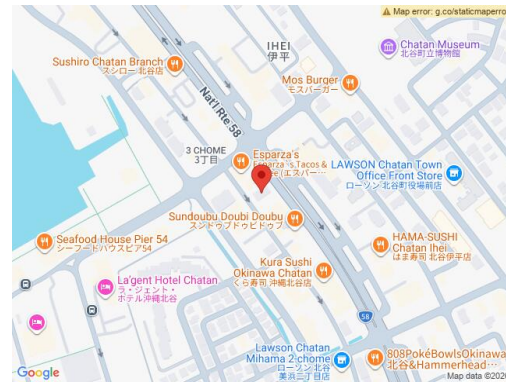 Map error: g.co/staticmaperro
IHEI
伊平
Chatan Museum
北谷町立博物館
Sushiro Chatan Branch
スシロー 北谷店
Mos Burger
モスバーガー
Nat'l Rte 58
3 CHOME
3丁目
Esparza's
Esparza's Tacos &
ee (エスパー…
LAWSON Chatan Town
Office Front Store
ローソン 北谷町役場前店
Sundoubu Doubi Doubu
スンドゥブドゥビドゥブ
Seafood House Pier 54
シーフードハウスピア54
HAMA-SUSHI
Chatan Ihei
はま寿司 北谷伊平店
Kura Sushi
Okinawa Chatan
くら寿司 沖縄北谷店
La'gent Hotel Chatan
ラ・ジェント・
ホテル沖縄北谷
58
Lawson Chatan
Mihama 2-chome
ローソン 北谷
美浜二丁目店
808PokéBowlsOkinawa
北谷&Hammerhead…
Google
Map data ©2026